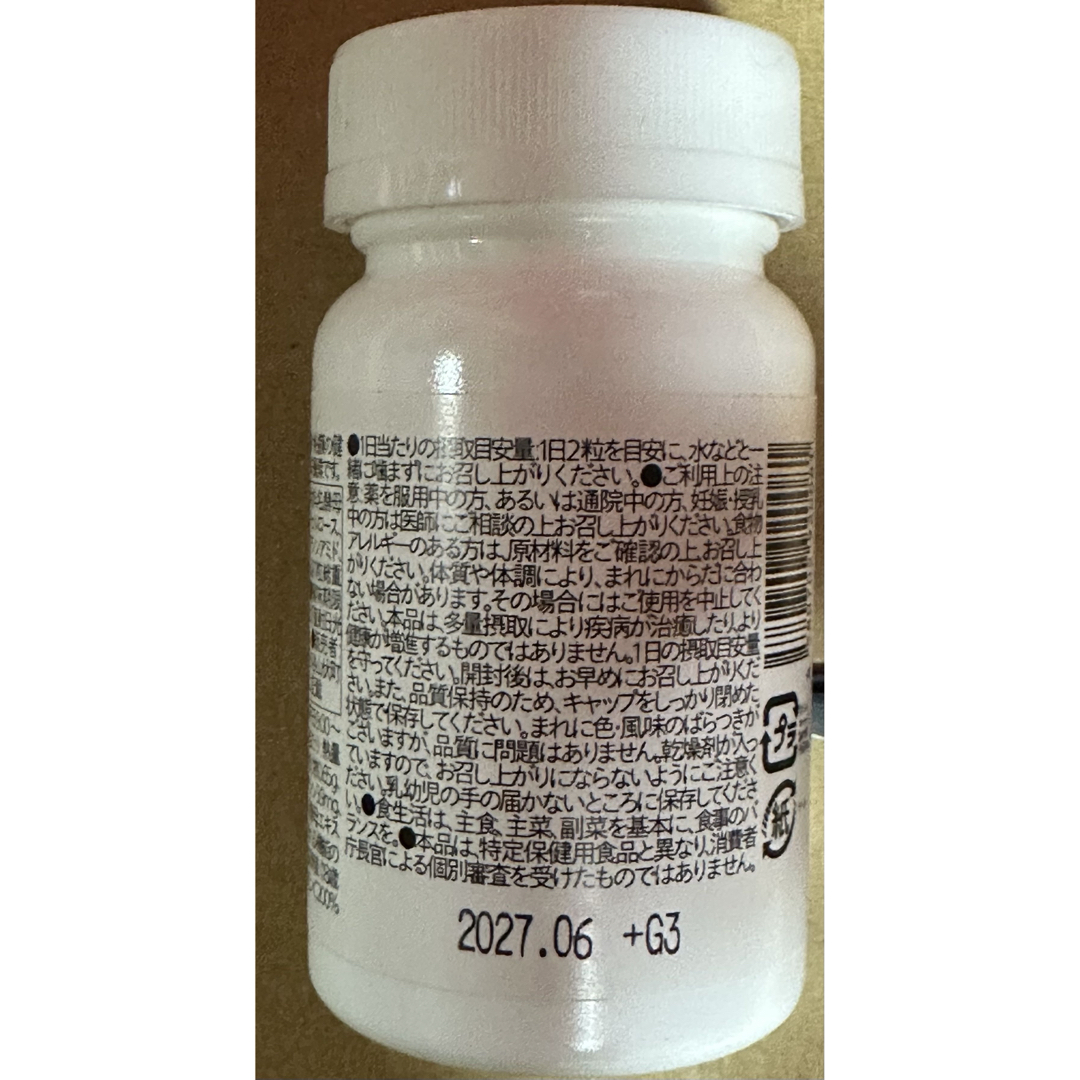 ●1日当たりの摂取目安量:1日2粒を目安に、水などと一
緒に噛まずにお召し上がりください。●ご利用上の注
意:薬を服用中の方、あるいは通院中の方、妊娠・授乳
中の方は医師にご相談の上お召し上がりください。食物
アレルギーのある方は、原材料をご確認の上、お召し上
がりください。体質や体調により、まれにからだに合わ
ない場合があります。その場合にはご使用を中止してく
ださい。本品は、多量摂取により疾病が治癒したり、より
健康が増進するものではありません。1日の摂取目安量
を守ってください。開封後は、お早めにお召し上がりくだ
さい。また、品質保持のため、キャップをしっかり閉めた
状態で保存してください。まれに色・風味のばらつきが
ございますが、品質に問題はありません。乾燥剤が入っ
ていますので、お召し上がりにならないようにご注意く
ださい。乳幼児の手の届かないところに保存してくださ
い。●食生活は、主食、主菜、副菜を基本に、食事のバ
ランスを。●本品は、特定保健用食品と異なり、消費者
庁長官による個別審査を受けたものではありません。
プラ
紙
2027.06 +G3